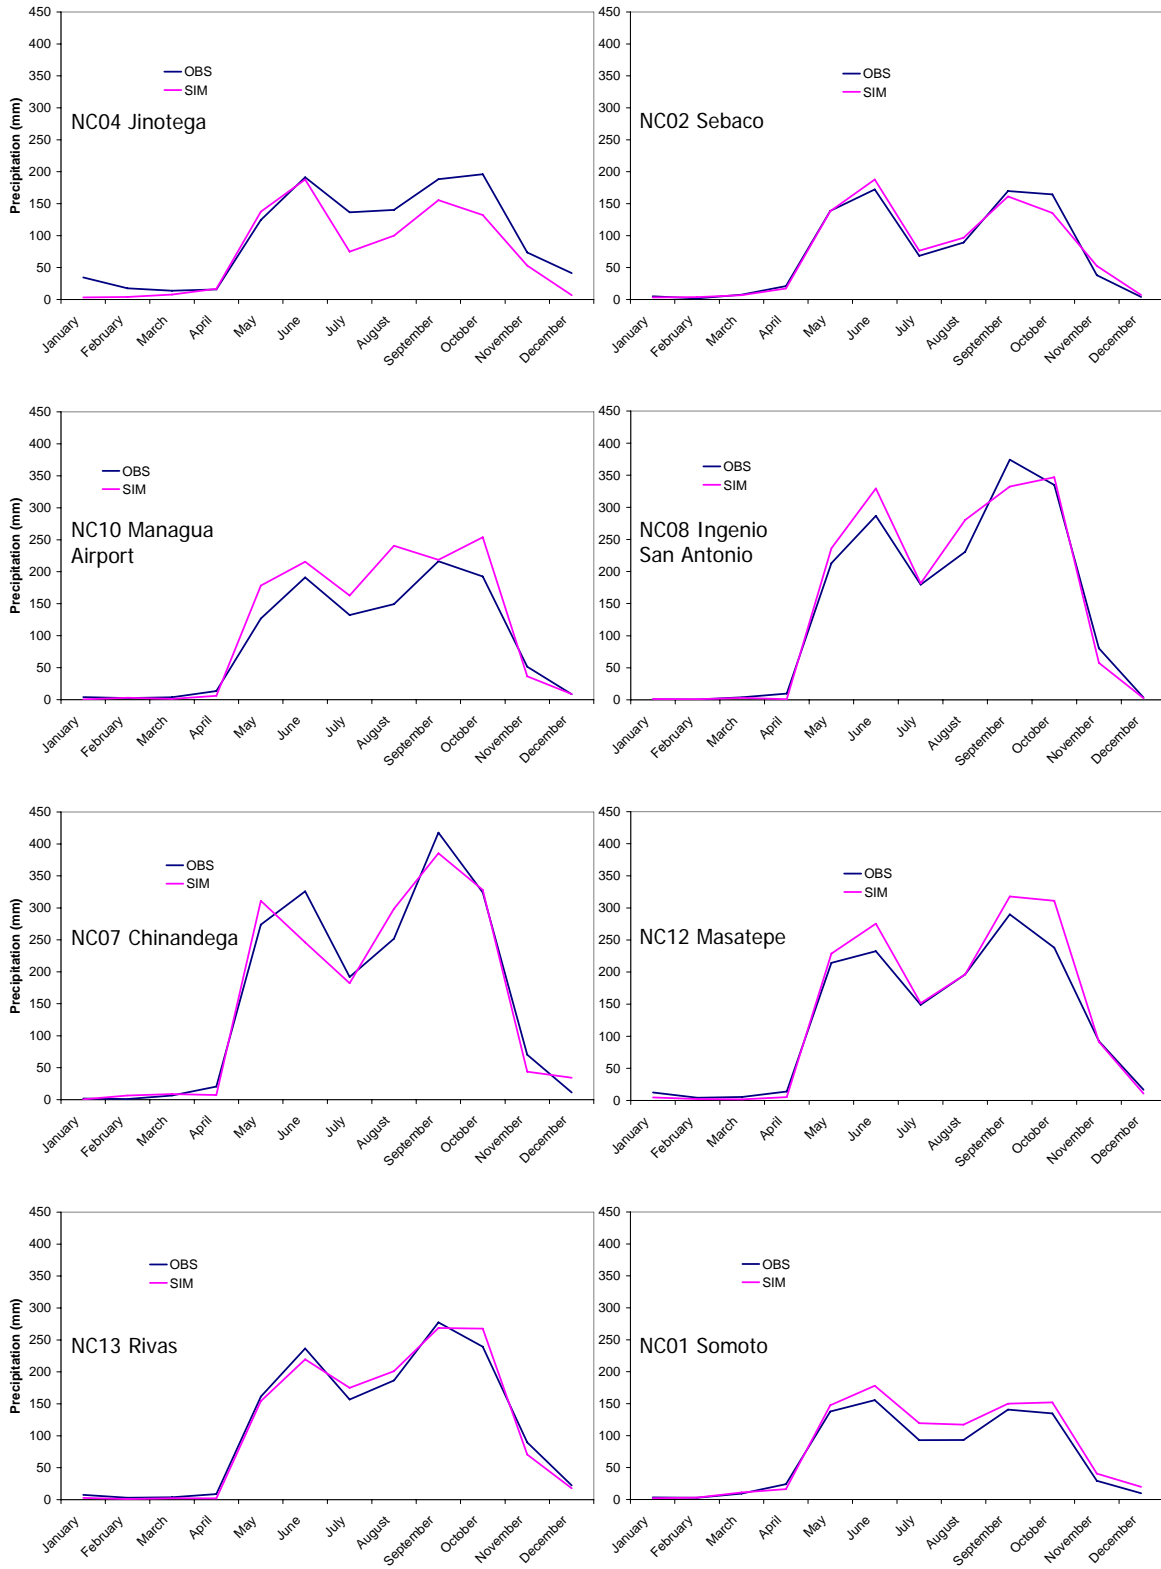 450
400
350
300
250
200
150
100
50
0
Precipitation (mm)
OBS
SIM
NC04 Jinotega
January
February
March
April
May
June
July
August
September
October
November
December
450
400
350
300
250
200
150
100
50
0
OBS
SIM
NC02 Sebaco
January
February
March
April
May
June
July
August
September
October
November
December
450
400
350
300
250
200
150
100
50
0
Precipitation (mm)
OBS
SIM
NC10 Managua
Airport
January
February
March
April
May
June
July
August
September
October
November
December
450
400
350
300
250
200
150
100
50
0
OBS
SIM
NC08 Ingenio
San Antonio
January
February
March
April
May
June
July
August
September
October
November
December
450
400
350
300
250
200
150
100
50
0
Precipitation (mm)
OBS
SIM
NC07 Chinandega
January
February
March
April
May
June
July
August
September
October
November
December
450
400
350
300
250
200
150
100
50
0
OBS
SIM
NC12 Masatepe
January
February
March
April
May
June
July
August
September
October
November
December
450
400
350
300
250
200
150
100
50
0
Precipitation (mm)
OBS
SIM
NC13 Rivas
January
February
March
April
May
June
July
August
September
October
November
December
450
400
350
300
250
200
150
100
50
0
OBS
SIM
NC01 Somoto
January
February
March
April
May
June
July
August
September
October
November
December